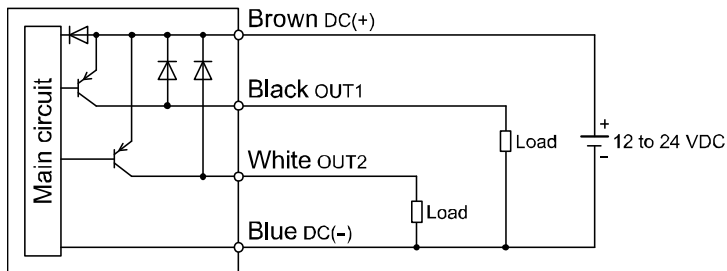 Brown DC(+)
Main circuit
Black OUT1
+
Load
12 to 24 VDC
−
White OUT2
Load
Blue DC(−)